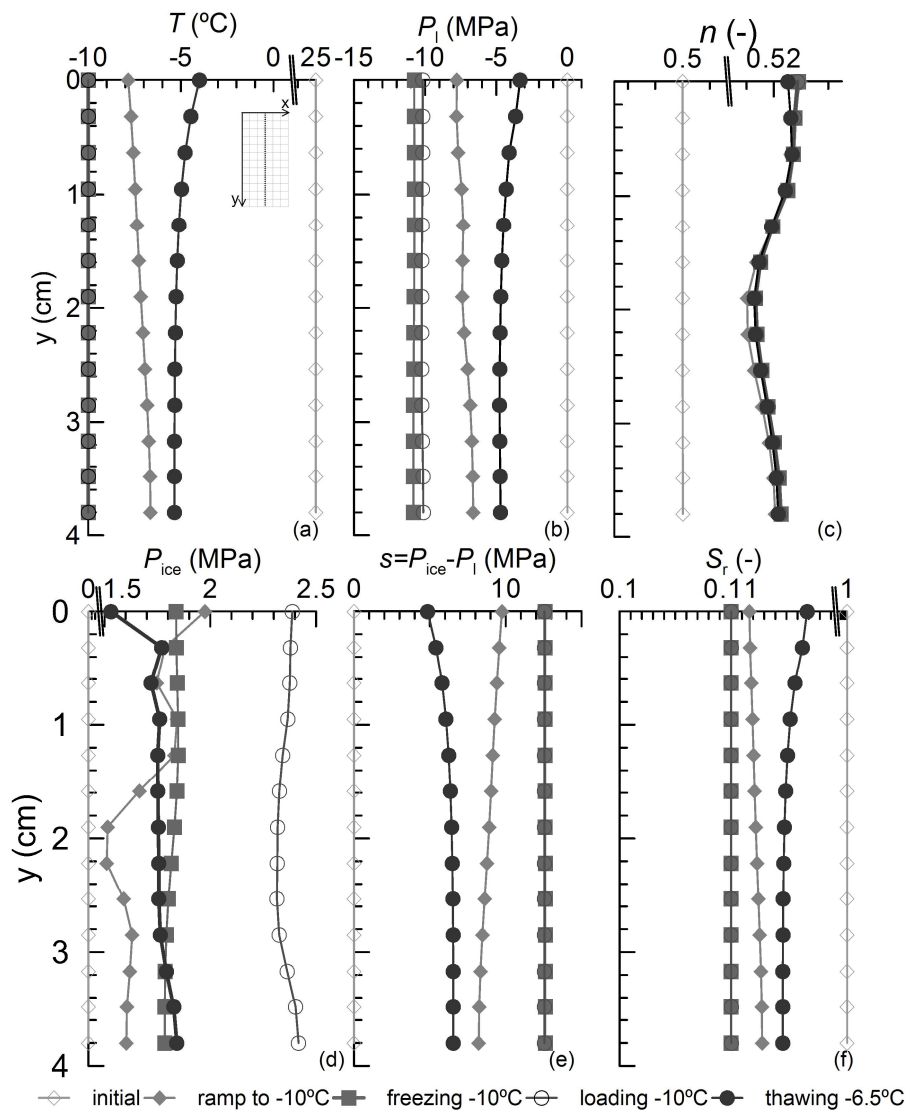 T (ºC)
-10 -5 0 25
P_l (MPa)
-15 -10 -5 0
n (-)
0.5 0.52
0
1
2
3
4
y (cm)
x
y
(a)
(b)
(c)
P_ice (MPa)
0 1.5 2 2.5
s=P_ice-P_l (MPa)
0 10
S_r (-)
0.1 0.11 1
0
1
2
3
4
y (cm)
(d)
(e)
(f)
initial ramp to -10ºC freezing -10ºC loading -10ºC thawing -6.5ºC